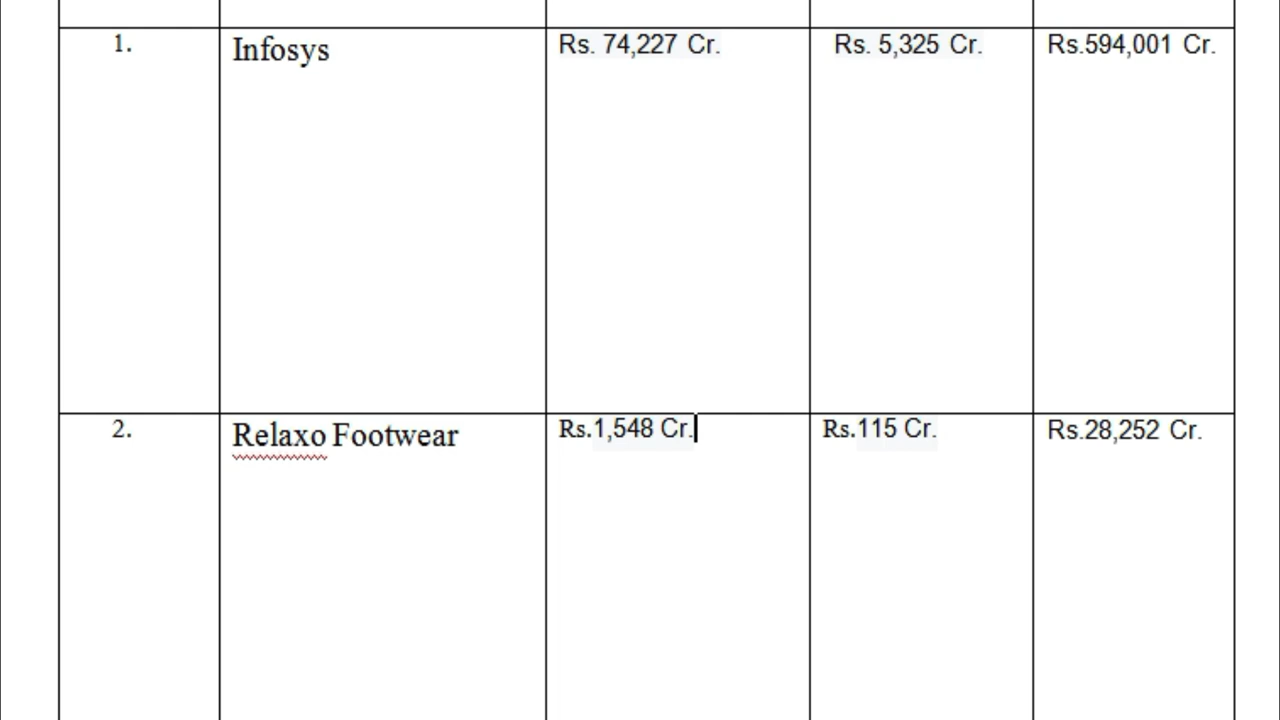 1. Infosys Rs. 74,227 Cr. Rs. 5,325 Cr. Rs.594,001 Cr.
2. Relaxo Footwear Rs.1,548 Cr. Rs.115 Cr. Rs.28,252 Cr.